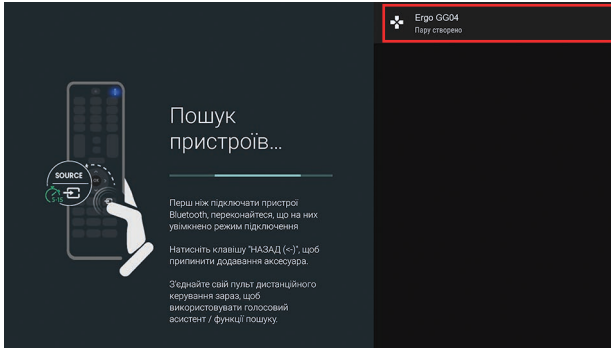 Ergo GG04
Пару створено
Пошук
пристроїв...
SOURCE
5-15
Перш ніж підключати пристрої
Bluetooth, переконайтеся, що на них
увімкнено режим підключення
Натисніть клавішу "НАЗАД (<-)", щоб
припинити додавання аксесуара.
З'єднайте свій пульт дистанційного
керування зараз, щоб
використовувати голосовий
асистент / функції пошуку.